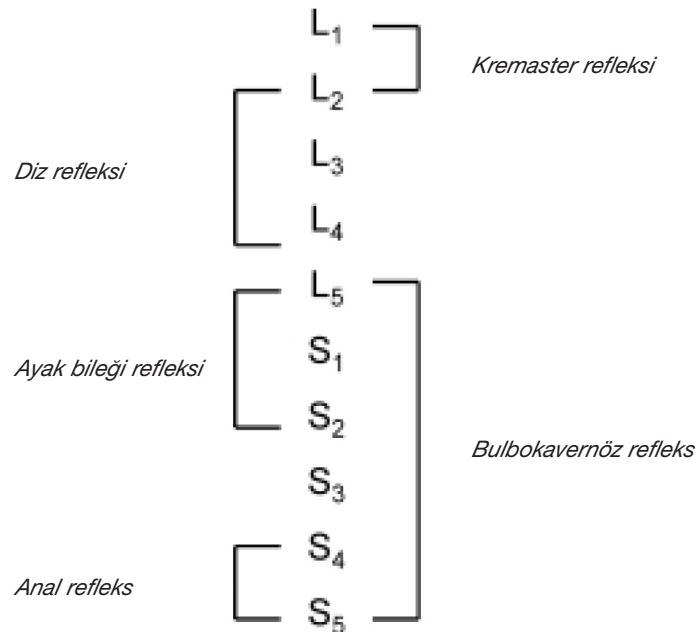 L1
Kremaster refleksi
L2
Diz refleksi
L3
L4
L5
Ayak bileği refleksi
S1
S2
Bulbokavernöz refleks
S3
S4
Anal refleks
S5